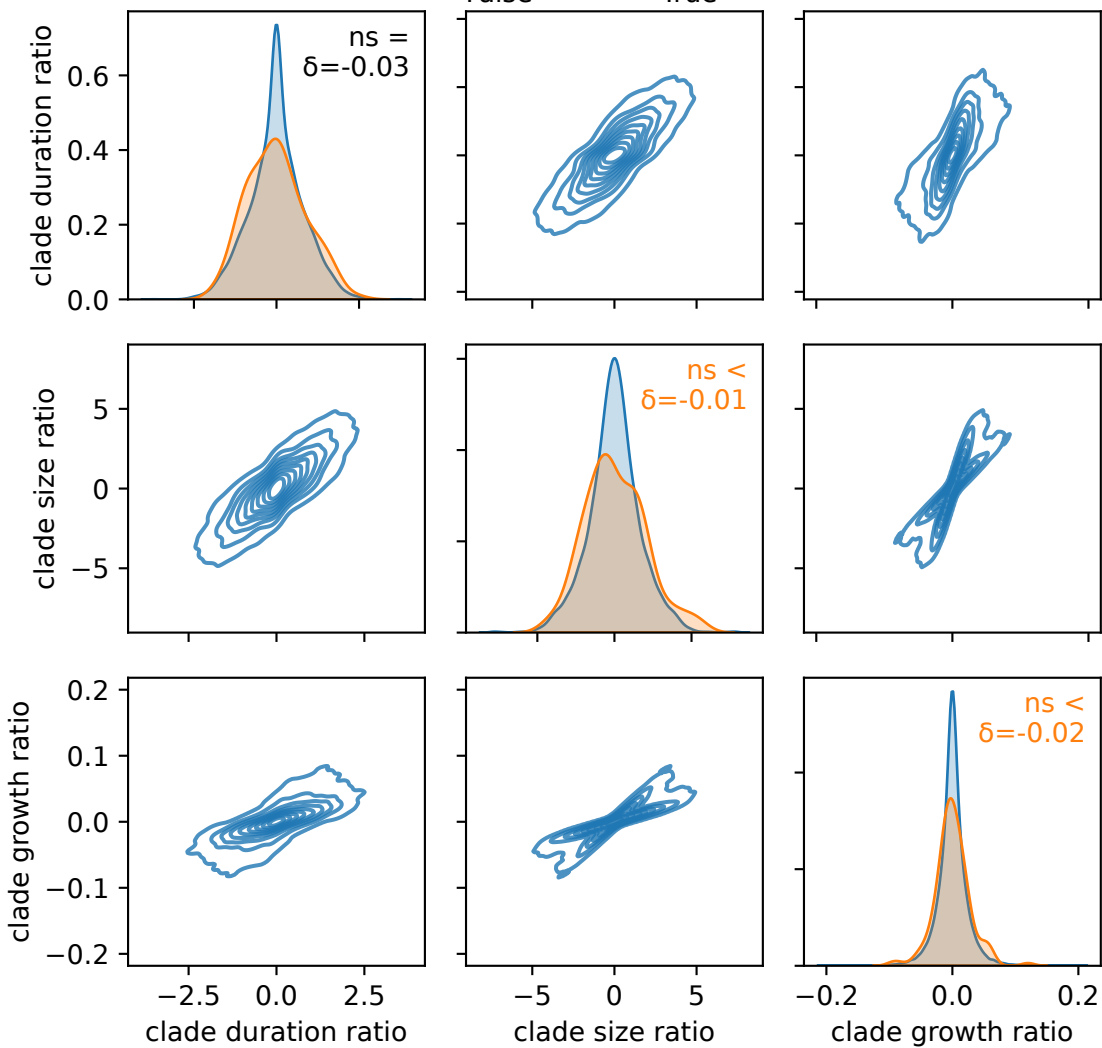 clade duration ratio
0.6
0.4
0.2
0.0
ns =
δ=-0.03
clade size ratio
5
0
−5
ns <
δ=-0.01
clade growth ratio
0.2
0.1
0.0
−0.1
−0.2
ns <
δ=-0.02
−2.5 0.0 2.5
−5 0 5
−0.2 0.0 0.2
clade duration ratio
clade size ratio
clade growth ratio